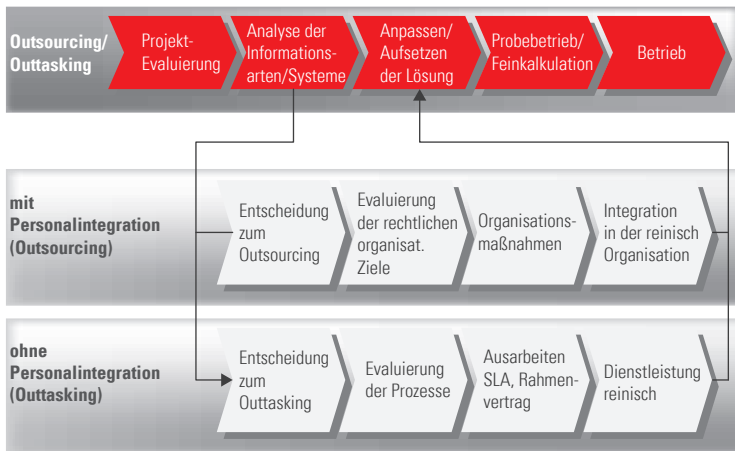 Outsourcing/
Outtasking
Projekt-
Evaluierung
Analyse der
Informations-
arten/Systeme
Anpassen/
Aufsetzen
der Lösung
Probebetrieb/
Feinkalkulation
Betrieb
mit
Personalintegration
(Outsourcing)
Entscheidung
zum
Outsourcing
Evaluierung
der rechtlichen
organisat.
Ziele
Organisations-
maßnahmen
Integration
in der reinisch
Organisation
ohne
Personalintegration
(Outtasking)
Entscheidung
zum
Outtasking
Evaluierung
der Prozesse
Ausarbeiten
SLA, Rahmen-
vertrag
Dienstleistung
reinisch